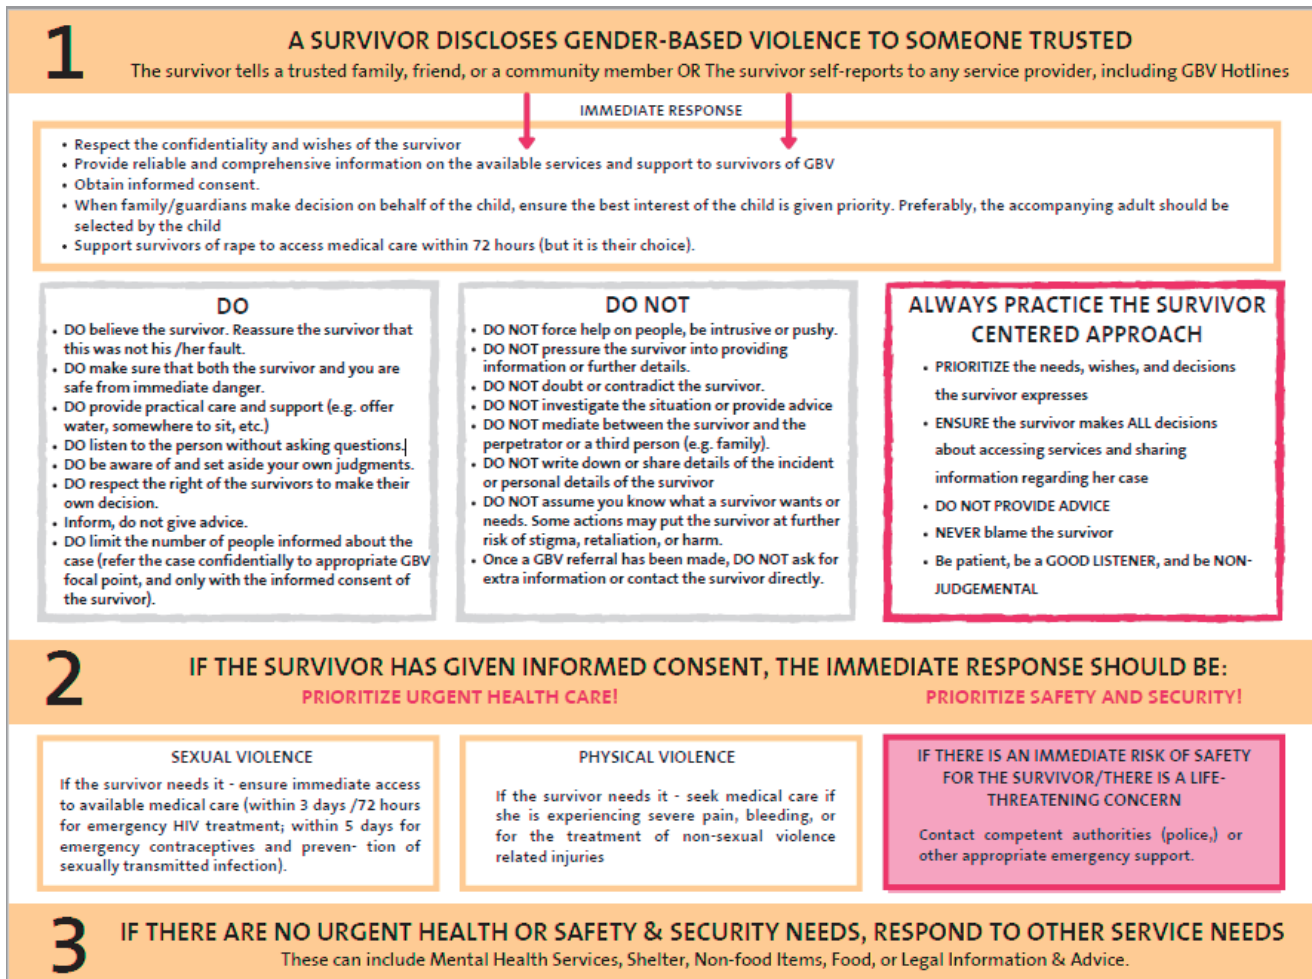 1
A SURVIVOR DISCLOSES GENDER-BASED VIOLENCE TO SOMEONE TRUSTED
The survivor tells a trusted family, friend, or a community member OR The survivor self-reports to any service provider, including GBV Hotlines
IMMEDIATE RESPONSE
• Respect the confidentiality and wishes of the survivor
• Provide reliable and comprehensive information on the available services and support to survivors of GBV
• Obtain informed consent.
• When family/guardians make decision on behalf of the child, ensure the best interest of the child is given priority. Preferably, the accompanying adult should be
selected by the child
• Support survivors of rape to access medical care within 72 hours (but it is their choice).
DO
• DO believe the survivor. Reassure the survivor that
this was not his /her fault.
• DO make sure that both the survivor and you are
safe from immediate danger.
• DO provide practical care and support (e.g. offer
water, somewhere to sit, etc.)
• DO listen to the person without asking questions.
• DO be aware of and set aside your own judgments.
• DO respect the right of the survivors to make their
own decision.
• Inform, do not give advice.
• DO limit the number of people informed about the
case (refer the case confidentially to appropriate GBV
focal point, and only with the informed consent of
the survivor).
DO NOT
• DO NOT force help on people, be intrusive or pushy.
• DO NOT pressure the survivor into providing
information or further details.
• DO NOT doubt or contradict the survivor.
• DO NOT investigate the situation or provide advice
• DO NOT mediate between the survivor and the
perpetrator or a third person (e.g. family).
• DO NOT write down or share details of the incident
or personal details of the survivor
• DO NOT assume you know what a survivor wants or
needs. Some actions may put the survivor at further
risk of stigma, retaliation, or harm.
• Once a GBV referral has been made, DO NOT ask for
extra information or contact the survivor directly.
ALWAYS PRACTICE THE SURVIVOR
CENTERED APPROACH
• PRIORITIZE the needs, wishes, and decisions
the survivor expresses
• ENSURE the survivor makes ALL decisions
about accessing services and sharing
information regarding her case
• DO NOT PROVIDE ADVICE
• NEVER blame the survivor
• Be patient, be a GOOD LISTENER, and be NON-
JUDGEMENTAL
2
IF THE SURVIVOR HAS GIVEN INFORMED CONSENT, THE IMMEDIATE RESPONSE SHOULD BE:
PRIORITIZE URGENT HEALTH CARE!
PRIORITIZE SAFETY AND SECURITY!
SEXUAL VIOLENCE
If the survivor needs it - ensure immediate access
to available medical care (within 3 days /72 hours
for emergency HIV treatment; within 5 days for
emergency contraceptives and preven- tion of
sexually transmitted infection).
PHYSICAL VIOLENCE
If the survivor needs it - seek medical care if
she is experiencing severe pain, bleeding, or
for the treatment of non-sexual violence
related injuries
IF THERE IS AN IMMEDIATE RISK OF SAFETY
FOR THE SURVIVOR/THERE IS A LIFE-
THREATENING CONCERN
Contact competent authorities (police,) or
other appropriate emergency support.
3
IF THERE ARE NO URGENT HEALTH OR SAFETY & SECURITY NEEDS, RESPOND TO OTHER SERVICE NEEDS
These can include Mental Health Services, Shelter, Non-food Items, Food, or Legal Information & Advice.